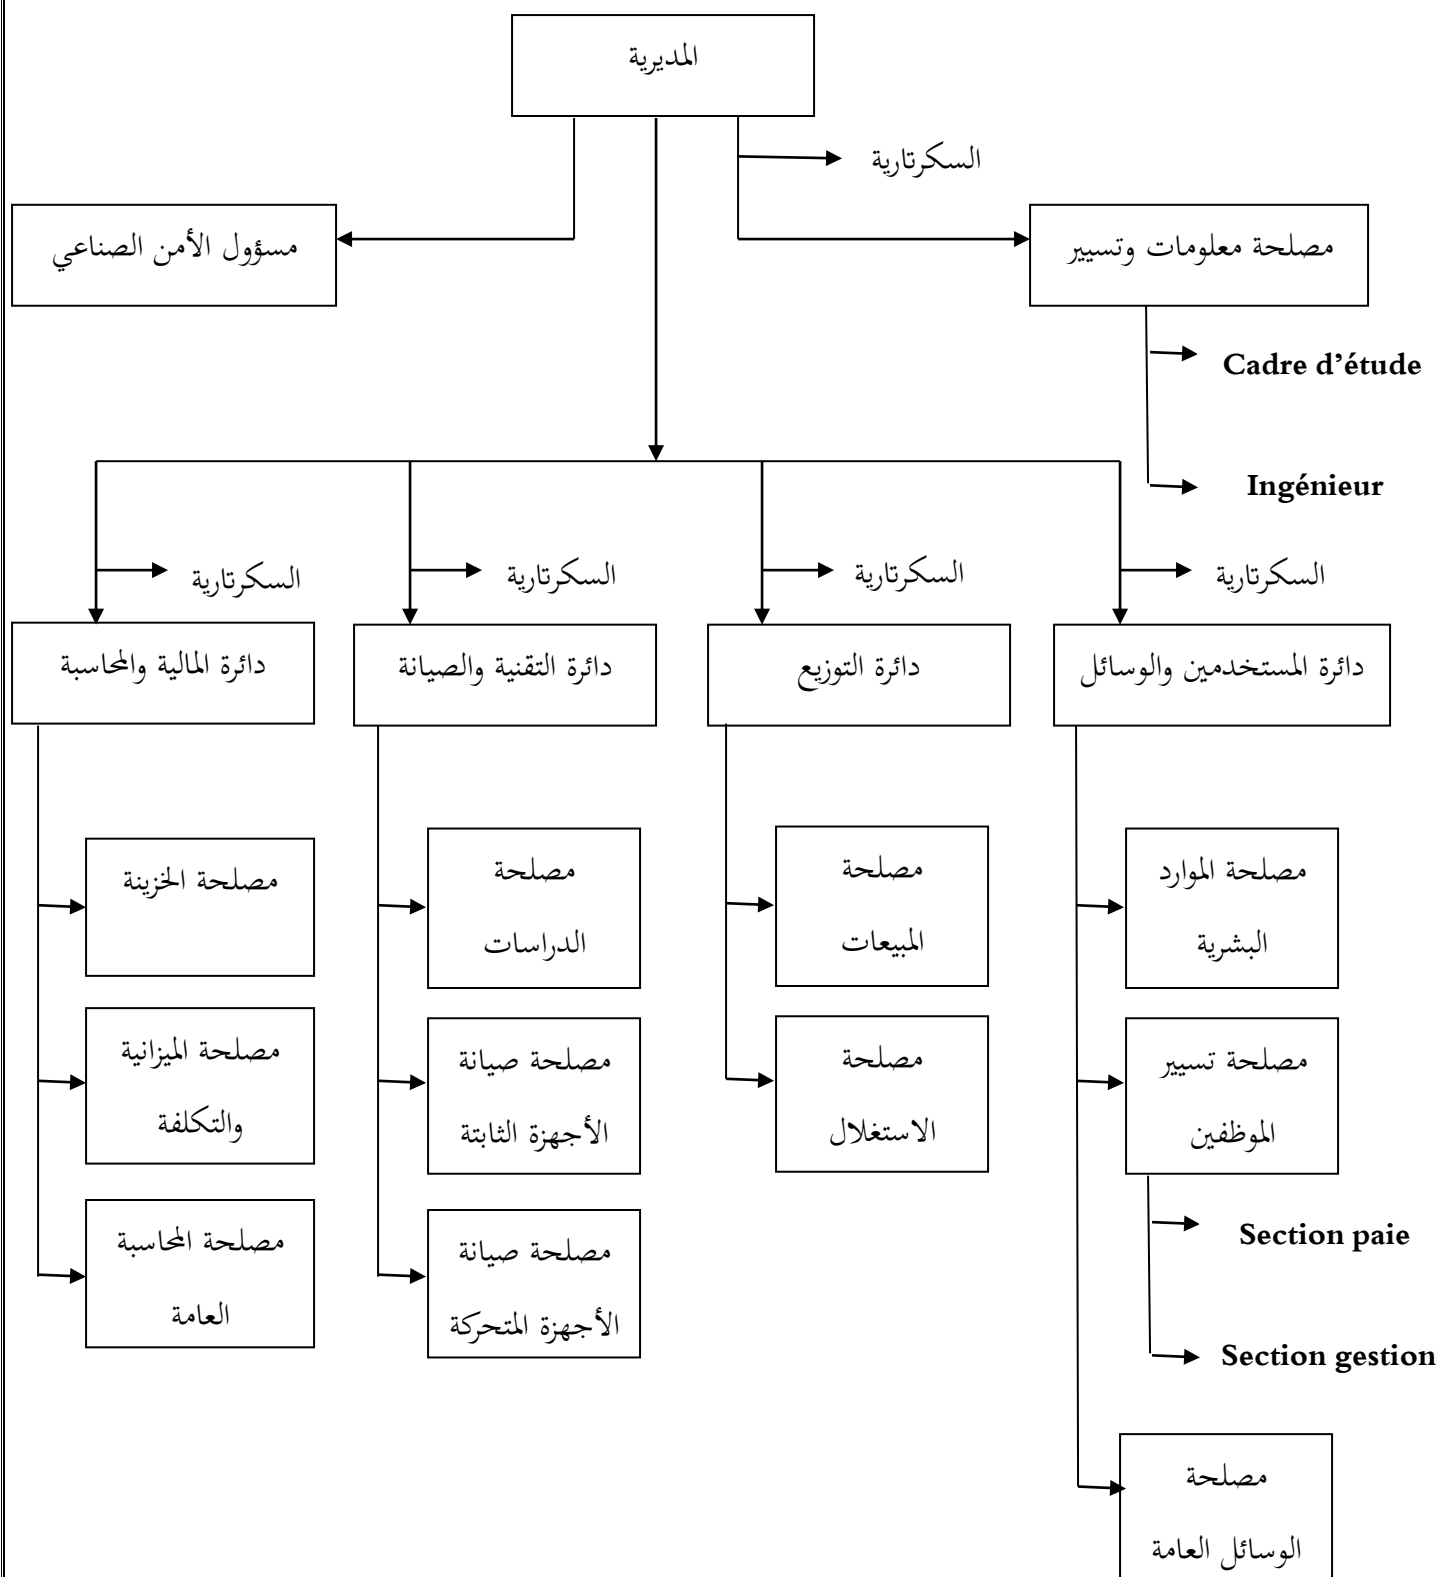 المديرية
السكرتارية
مصلحة معلومات وتسيير
مسؤول الأمن الصناعي
Cadre d’étude
Ingénieur
السكرتارية
السكرتارية
السكرتارية
السكرتارية
دائرة المستخدمين والوسائل
دائرة التوزيع
دائرة التقنية والصيانة
دائرة المالية والمحاسبة
مصلحة الموارد
البشرية
مصلحة
المبيعات
مصلحة
الدراسات
مصلحة الخزينة
مصلحة تسيير
الموظفين
مصلحة
الاستغلال
مصلحة صيانة
الأجهزة الثابتة
مصلحة الميزانية
والتكلفة
Section paie
Section gestion
مصلحة صيانة
الأجهزة المتحركة
مصلحة المحاسبة
العامة
مصلحة
الوسائل العامة